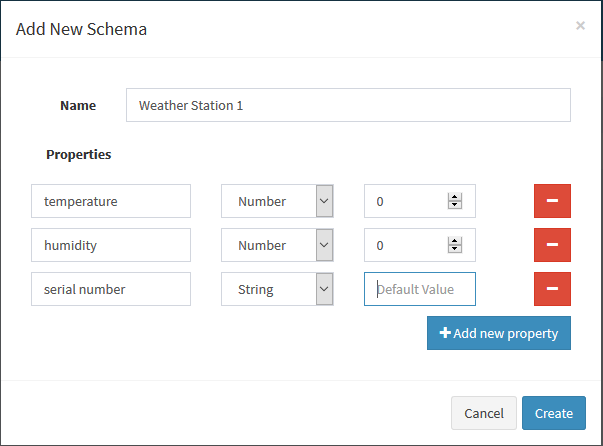 Add New Schema ×
Name Weather Station 1
Properties
temperature Number 0
humidity Number 0
serial number String Default Value
Add new property
Cancel Create